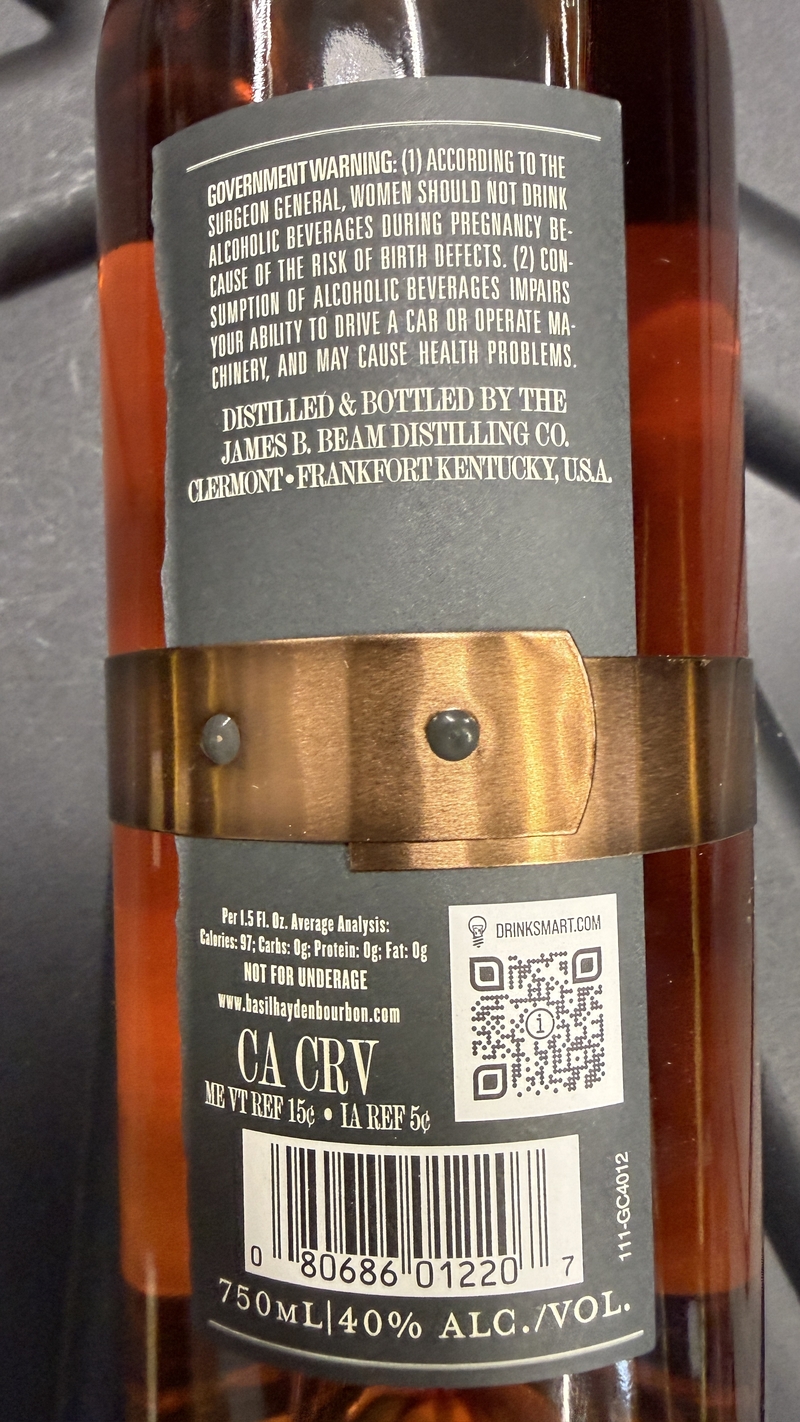 GOVERNMENT WARNING: (1) ACCORDING TO THE
SURGEON GENERAL, WOMEN SHOULD NOT DRINK
ALCOHOLIC BEVERAGES DURING PREGNANCY BE-
CAUSE OF THE RISK OF BIRTH DEFECTS. (2) CON-
SUMPTION OF ALCOHOLIC BEVERAGES IMPAIRS
YOUR ABILITY TO DRIVE A CAR OR OPERATE MA-
CHINERY, AND MAY CAUSE HEALTH PROBLEMS.
DISTILLED & BOTTLED BY THE
JAMES B. BEAM DISTILLING CO.
CLERMONT • FRANKFORT KENTUCKY, U.S.A.
Per 1.5 Fl. Oz. Average Analysis:
Calories: 97; Carbs: 0g; Protein: 0g; Fat: 0g
NOT FOR UNDERAGE
www.basilhaydenbourbon.com
CA CRV
ME VT REF 15¢ • IA REF 5¢
DRINKSMART.COM
i
111-GC4012
0 80686 01220 7
750mL|40% ALC./VOL.